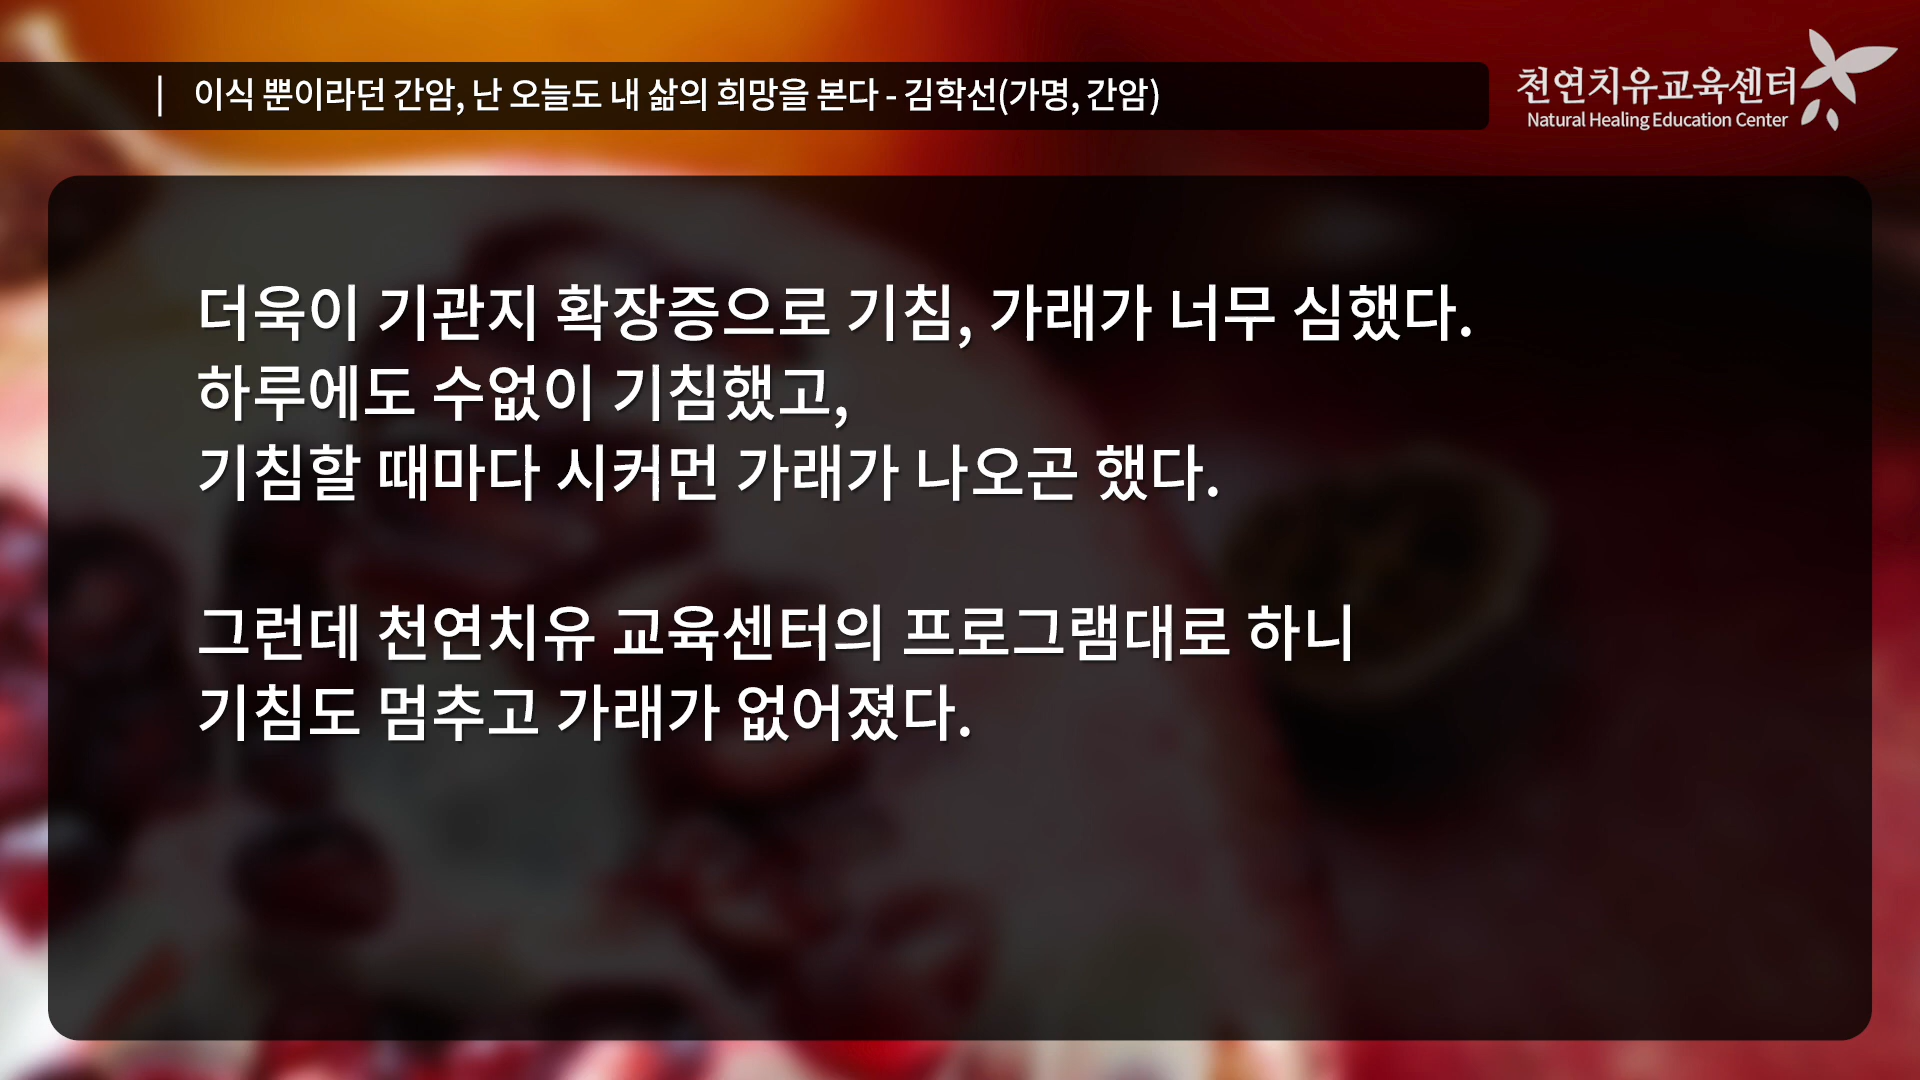 | 이식 뿐이라던 간암, 난 오늘도 내 삶의 희망을 본다 - 김학선(가명, 간암)
천연치유교육센터
Natural Healing Education Center
더욱이 기관지 확장증으로 기침, 가래가 너무 심했다.
하루에도 수없이 기침했고,
기침할 때마다 시커먼 가래가 나오곤 했다.
그런데 천연치유 교육센터의 프로그램대로 하니
기침도 멈추고 가래가 없어졌다.